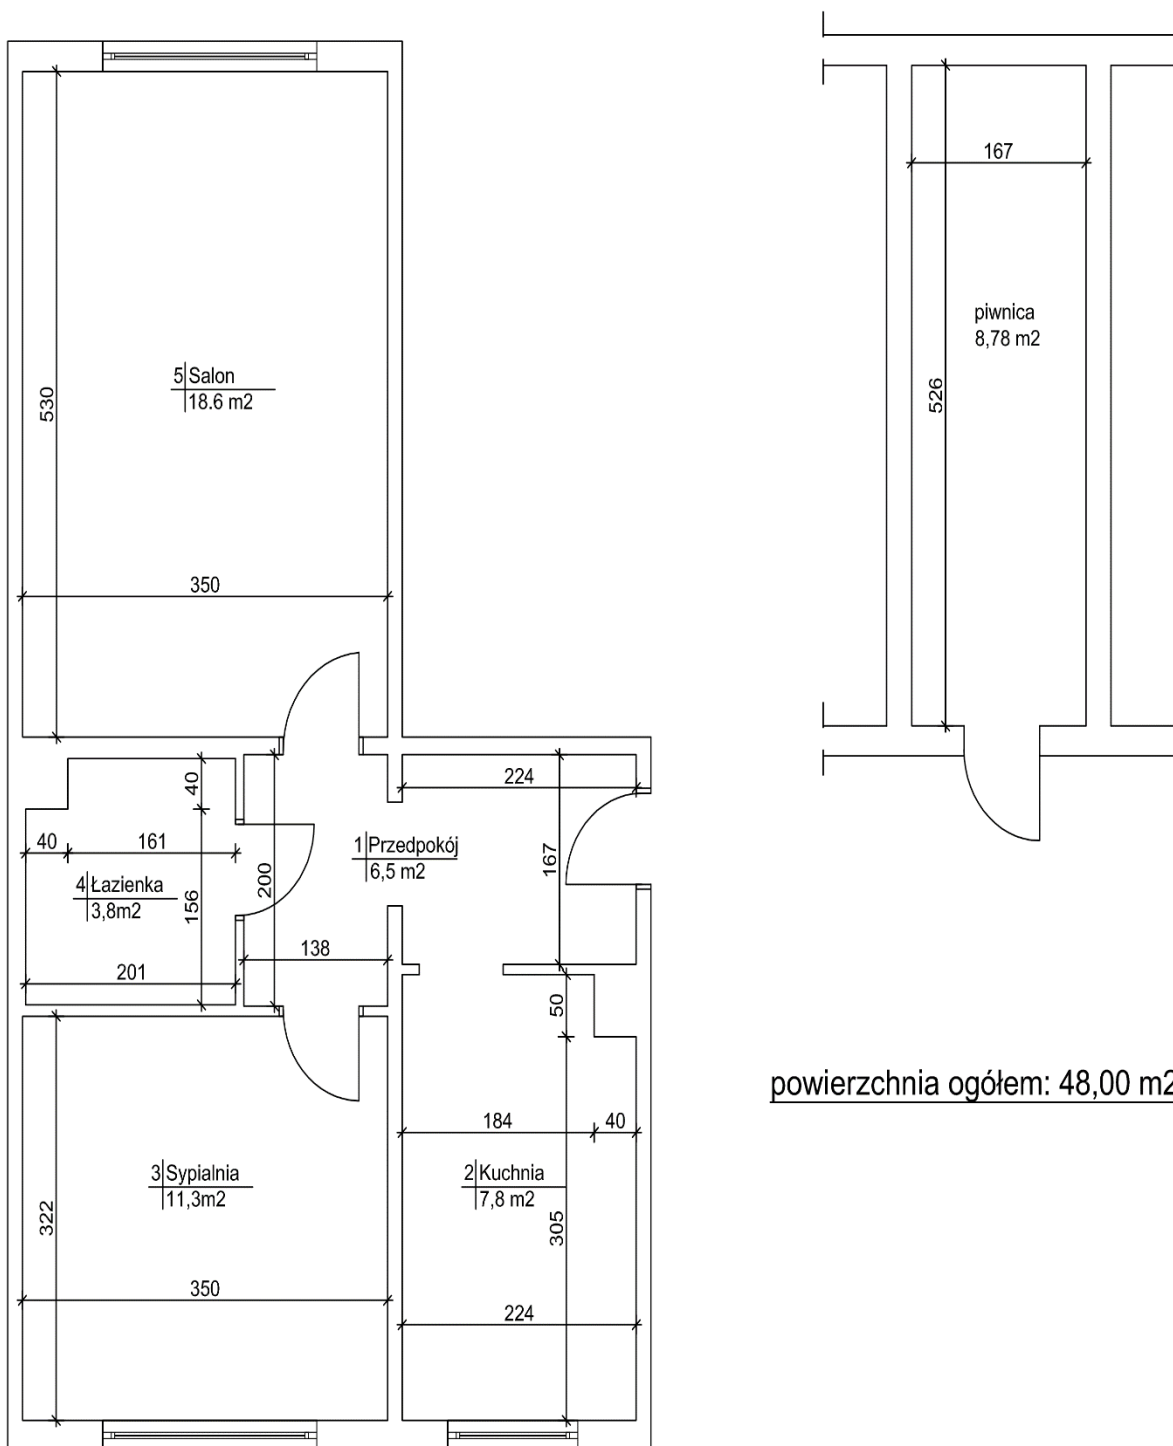 167
piwnica
8,78 m2
526
5 Salon
18.6 m2
530
350
224
40
40
161
1 Przedpokój
6,5 m2
167
200
4 Łazienka
3,8m2
156
138
201
50
powierzchnia ogółem: 48,00 m2
184
40
3 Sypialnia
11,3m2
2 Kuchnia
7,8 m2
322
305
350
224